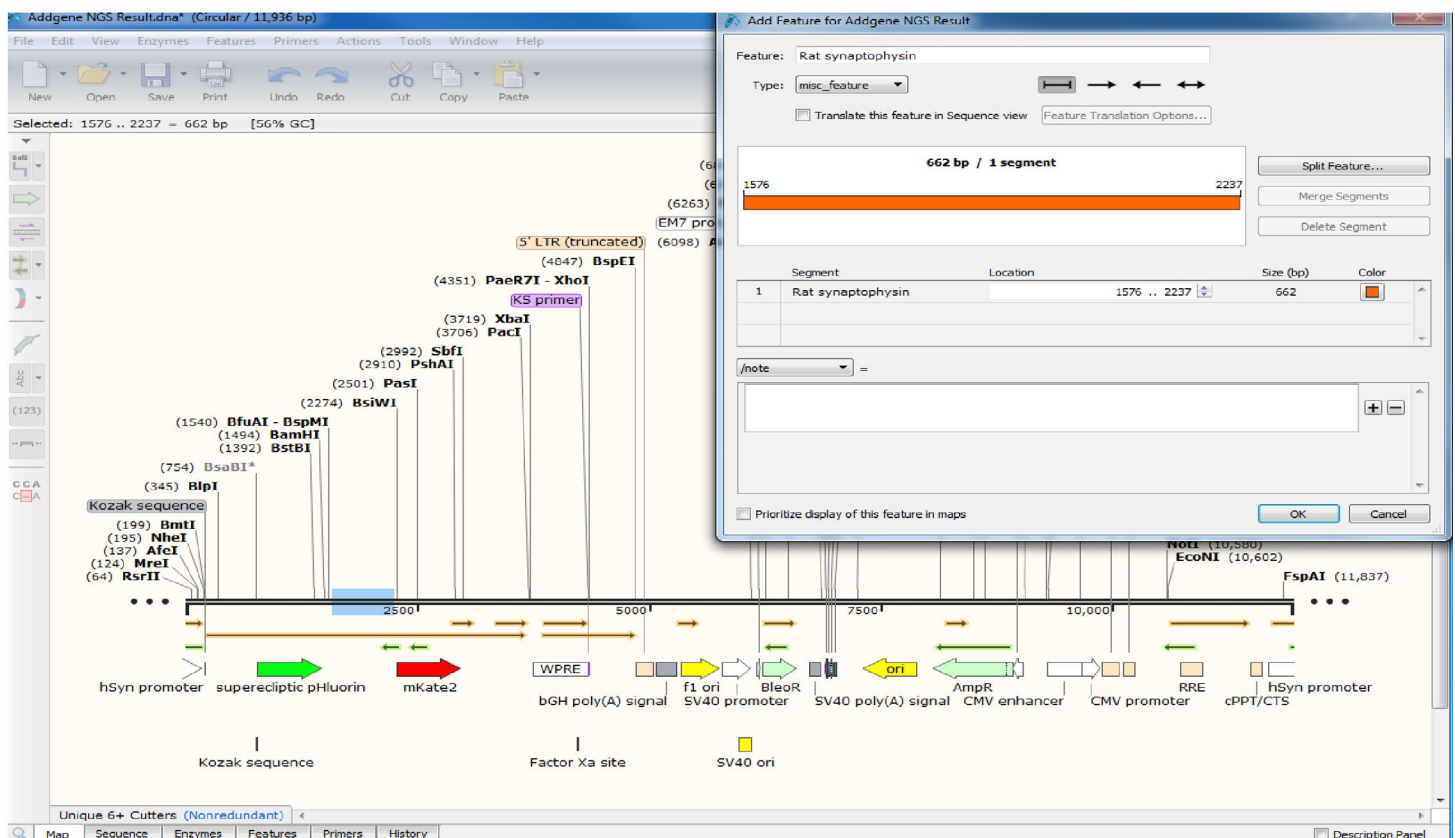 Addgene NGS Result.dna* (Circular / 11,936 bp)
File Edit View Enzymes Features Primers Actions Tools Window Help
New Open Save Print Undo Redo Cut Copy Paste
Selected: 1576 .. 2237 = 662 bp [56% GC]
(6263)
(6098)
5' LTR (truncated)
(4847) BspEI
(4351) PaeR7I - XhoI
KS primer
(3719) XbaI
(3706) PacI
(2992) SbfI
(2910) PshAI
(2501) PasI
(2274) BsiWI
(1540) BfuAI - BspMI
(1494) BamHI
(1392) BstBI
(754) BsaBI*
(345) BlpI
Kozak sequence
(199) BmtI
(195) NheI
(137) AfeI
(124) MreI
(64) RsrII
NotI (10,580)
EcoNI (10,602)
FspAI (11,837)
2500 5000 7500 10,000
WPRE ori
hSyn promoter superecliptic pHluorin mKate2 f1 ori BleoR AmpR RRE hSyn promoter
bGH poly(A) signal SV40 promoter SV40 poly(A) signal CMV enhancer CMV promoter cPPT/CTS
Kozak sequence Factor Xa site SV40 ori
Unique 6+ Cutters (Nonredundant)
Map Sequence Enzymes Features Primers History Description Panel
Add Feature for Addgene NGS Result
Feature: Rat synaptophysin
Type: misc_feature
Translate this feature in Sequence view Feature Translation Options...
662 bp / 1 segment
1576 2237
Split Feature...
Merge Segments
Delete Segment
Segment Location Size (bp) Color
1 Rat synaptophysin 1576 .. 2237 662
/note =
Prioritize display of this feature in maps
OK Cancel
SalI
Abc
(123)
CCA
C A